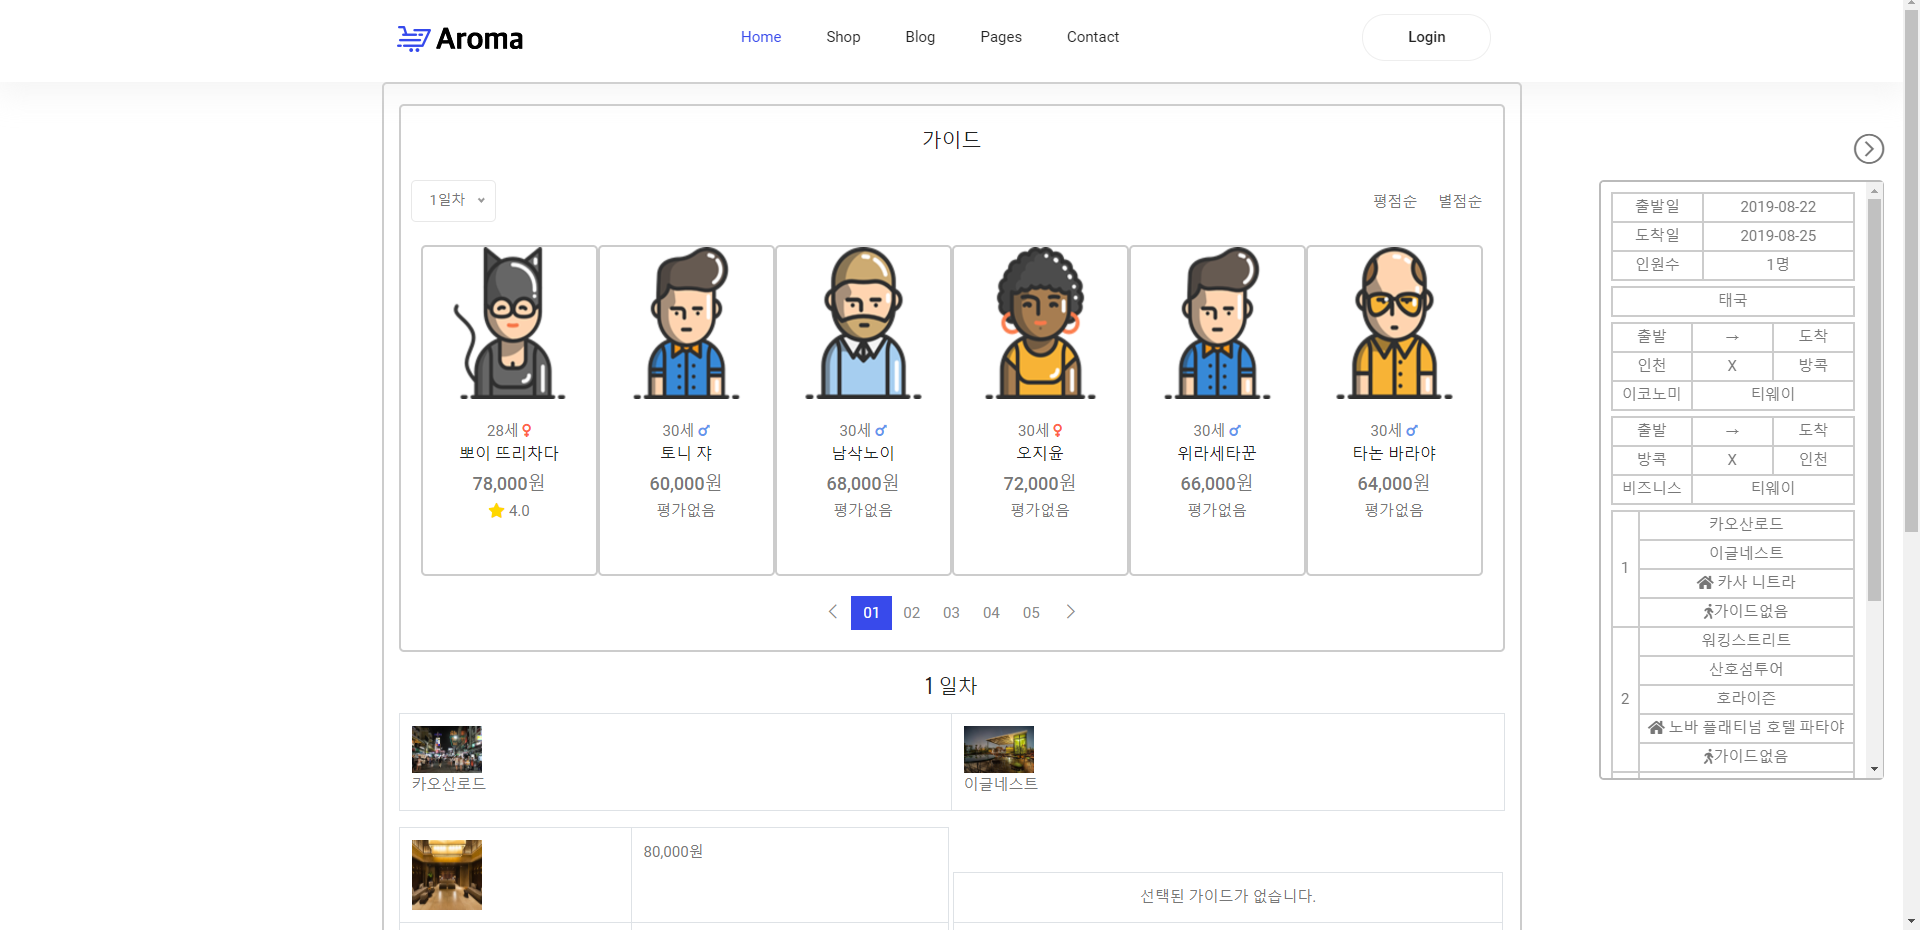 Aroma
Home Shop Blog Pages Contact
Login
가이드
1일차
평점순 별점순
28세
뽀이 뜨리차다
78,000원
4.0
30세
토니 쟈
60,000원
평가없음
30세
남삭노이
68,000원
평가없음
30세
오지윤
72,000원
평가없음
30세
위라세타꾼
66,000원
평가없음
30세
타논 바라야
64,000원
평가없음
01 02 03 04 05
1 일차
카오산로드
이글네스트
80,000원
선택된 가이드가 없습니다.
출발일 2019-08-22
도착일 2019-08-25
인원수 1명
태국
출발 → 도착
인천 X 방콕
이코노미 티웨이
출발 → 도착
방콕 X 인천
비즈니스 티웨이
1
카오산로드
이글네스트
카사 니트라
가이드없음
2
워킹스트리트
산호섬투어
호라이즌
노바 플래티넘 호텔 파타야
가이드없음